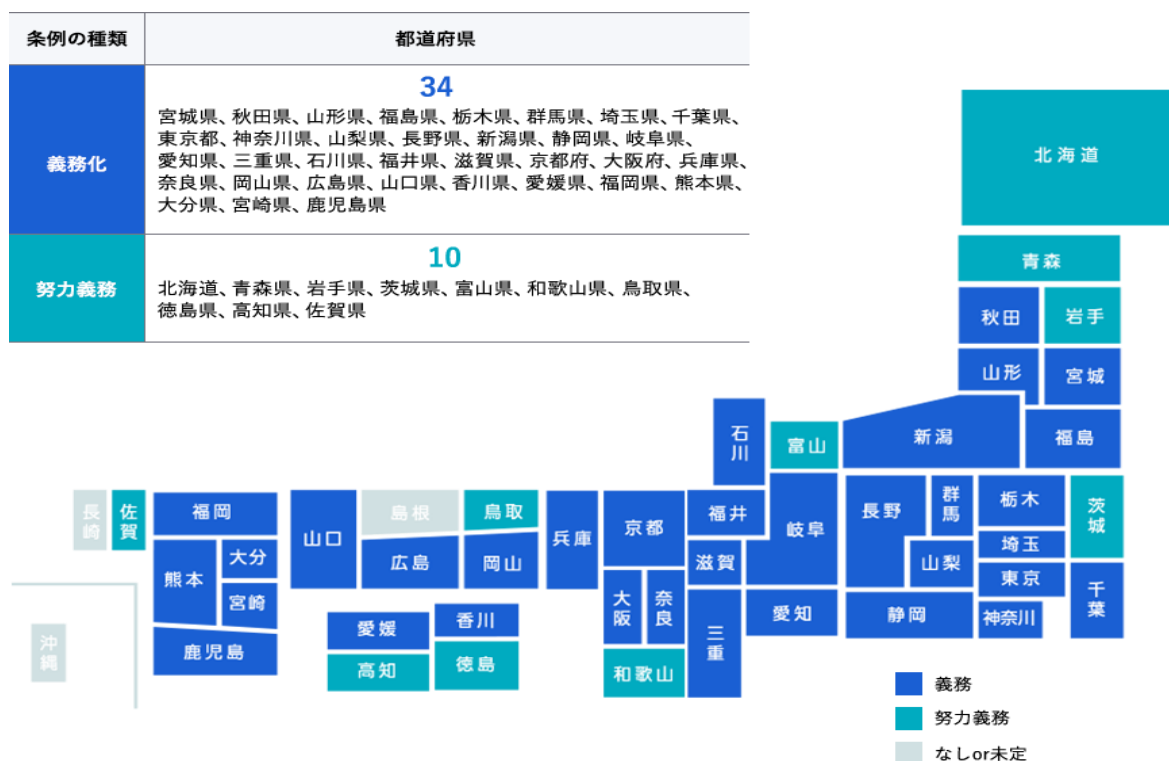 条例の種類
都道府県
義務化
34
宮城県、秋田県、山形県、福島県、栃木県、群馬県、埼玉県、千葉県、
東京都、神奈川県、山梨県、長野県、新潟県、静岡県、岐阜県、
愛知県、三重県、石川県、福井県、滋賀県、京都府、大阪府、兵庫県、
奈良県、岡山県、広島県、山口県、香川県、愛媛県、福岡県、熊本県、
大分県、宮崎県、鹿児島県
努力義務
10
北海道、青森県、岩手県、茨城県、富山県、和歌山県、鳥取県、
徳島県、高知県、佐賀県
北海道
青森
秋田
岩手
山形
宮城
石川
富山
新潟
福島
長崎
佐賀
福岡
山口
島根
鳥取
兵庫
京都
福井
岐阜
長野
群馬
栃木
茨城
熊本
大分
広島
岡山
滋賀
山梨
埼玉
東京
宮崎
大阪
奈良
三重
愛知
静岡
神奈川
千葉
沖縄
鹿児島
愛媛
香川
高知
徳島
和歌山
義務
努力義務
なしor未定